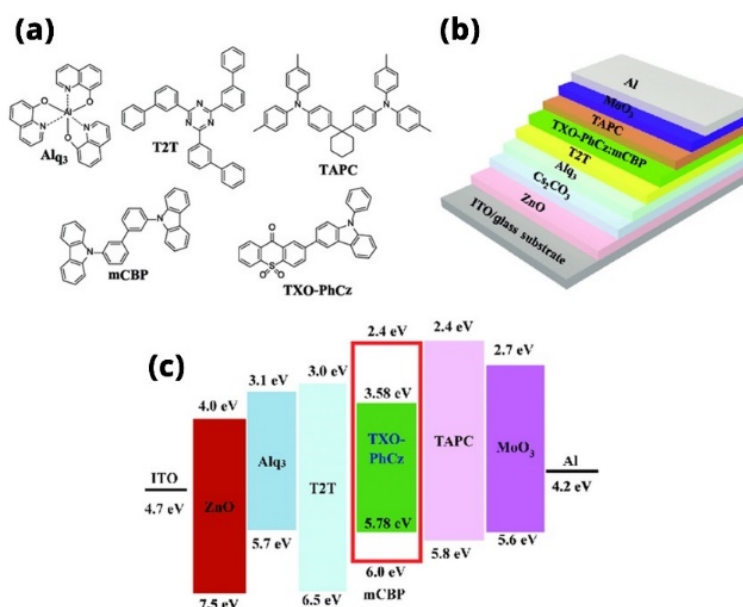 (a)
Alq3
T2T
TAPC
mCBP
TXO-PhCz
(b)
Al
MoO3
TAPC
TXO-PhCz:mCBP
T2T
Alq3
Cs2CO3
ZnO
ITO/glass substrate
(c)
ITO
4.7 eV
4.0 eV
ZnO
7.5 eV
3.1 eV
Alq3
5.7 eV
3.0 eV
T2T
6.5 eV
2.4 eV
3.58 eV
TXO-
PhCz
5.78 eV
6.0 eV
mCBP
2.4 eV
TAPC
5.8 eV
2.7 eV
MoO3
5.6 eV
Al
4.2 eV